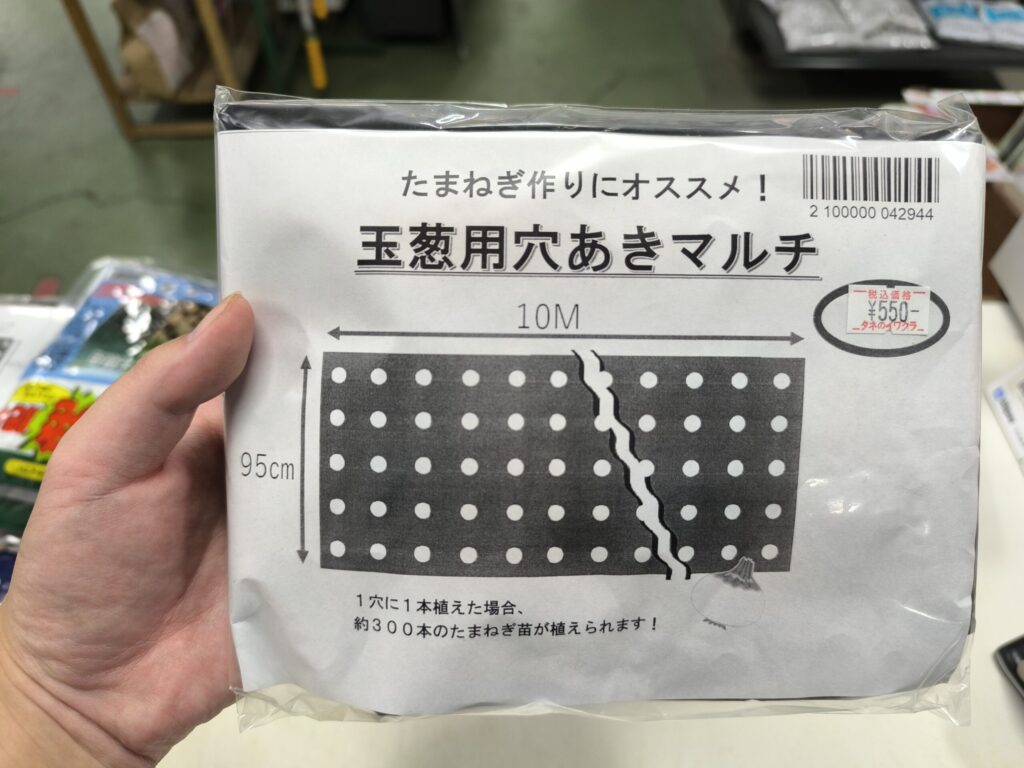 たまねぎ作りにオススメ！
2 100000 042944
玉葱用穴あきマルチ
税込価格
¥550-
タネのイワクラ
10M
95cm
１穴に１本植えた場合、
約３００本のたまねぎ苗が植えられます！